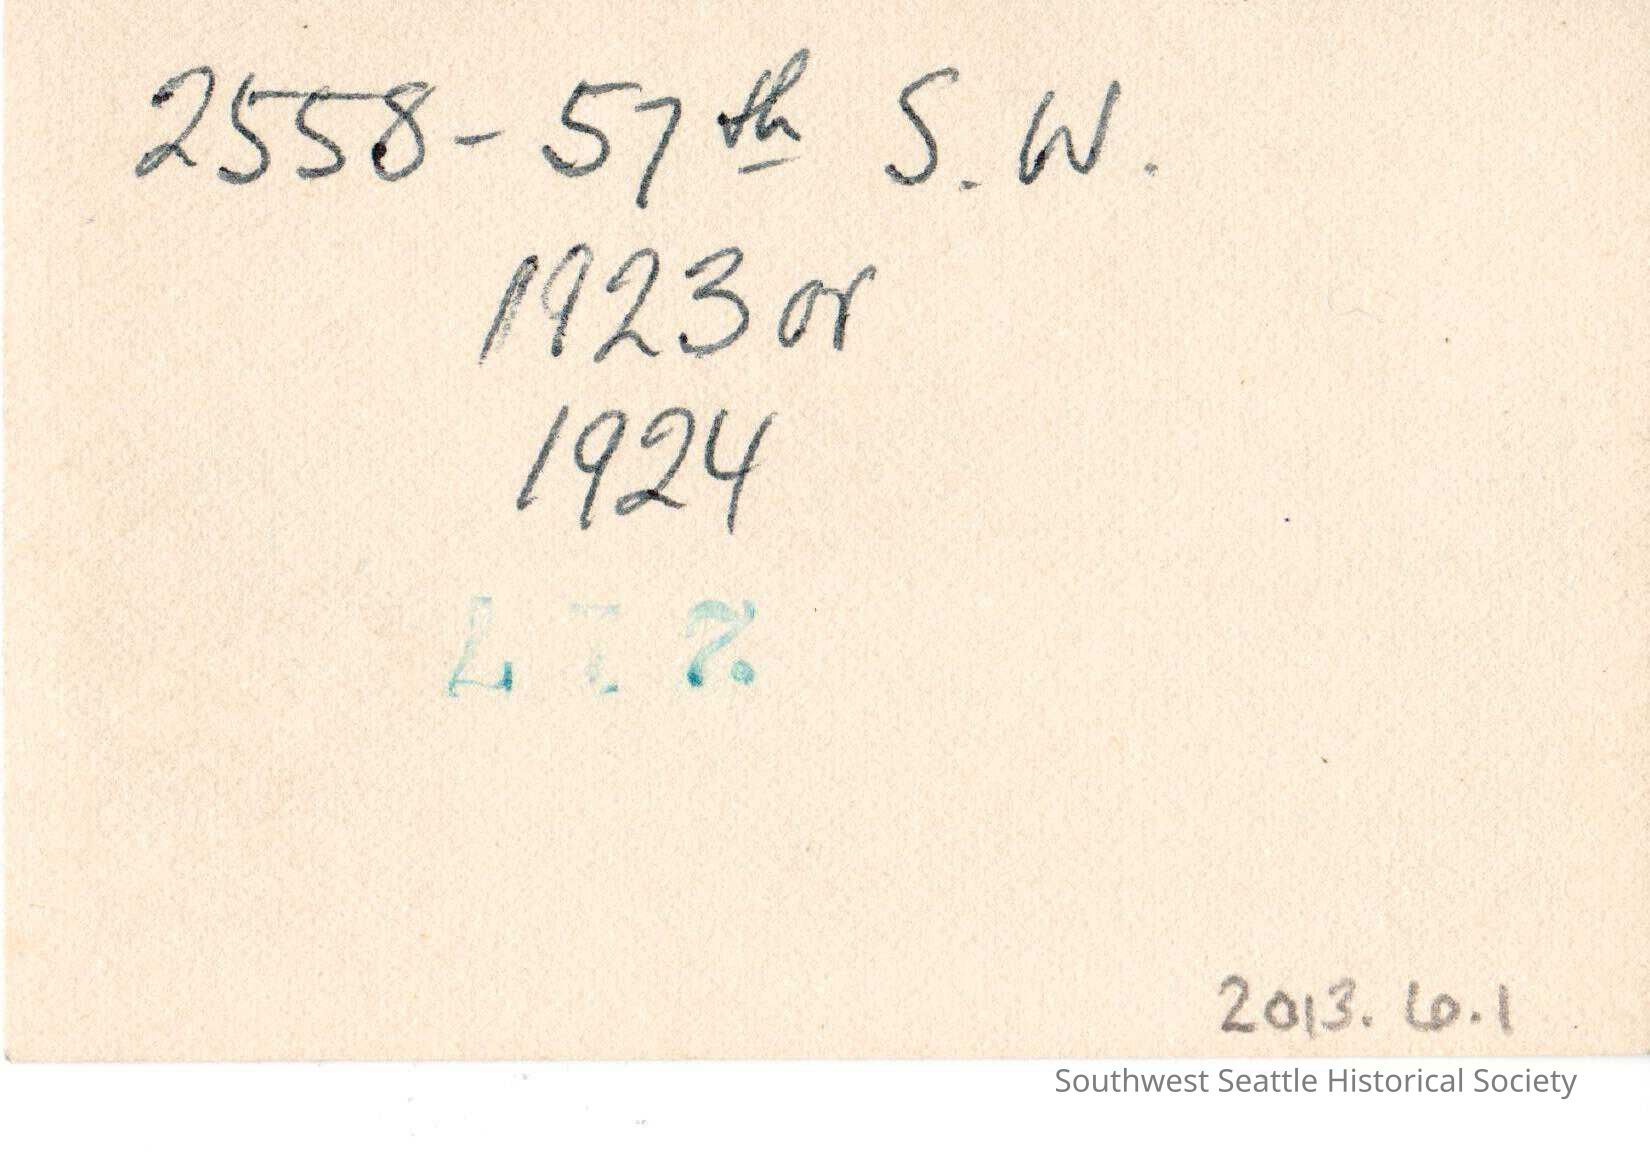 2558 - 57th S. W.
1923 or
1924
2013. 6.1
Southwest Seattle Historical Society